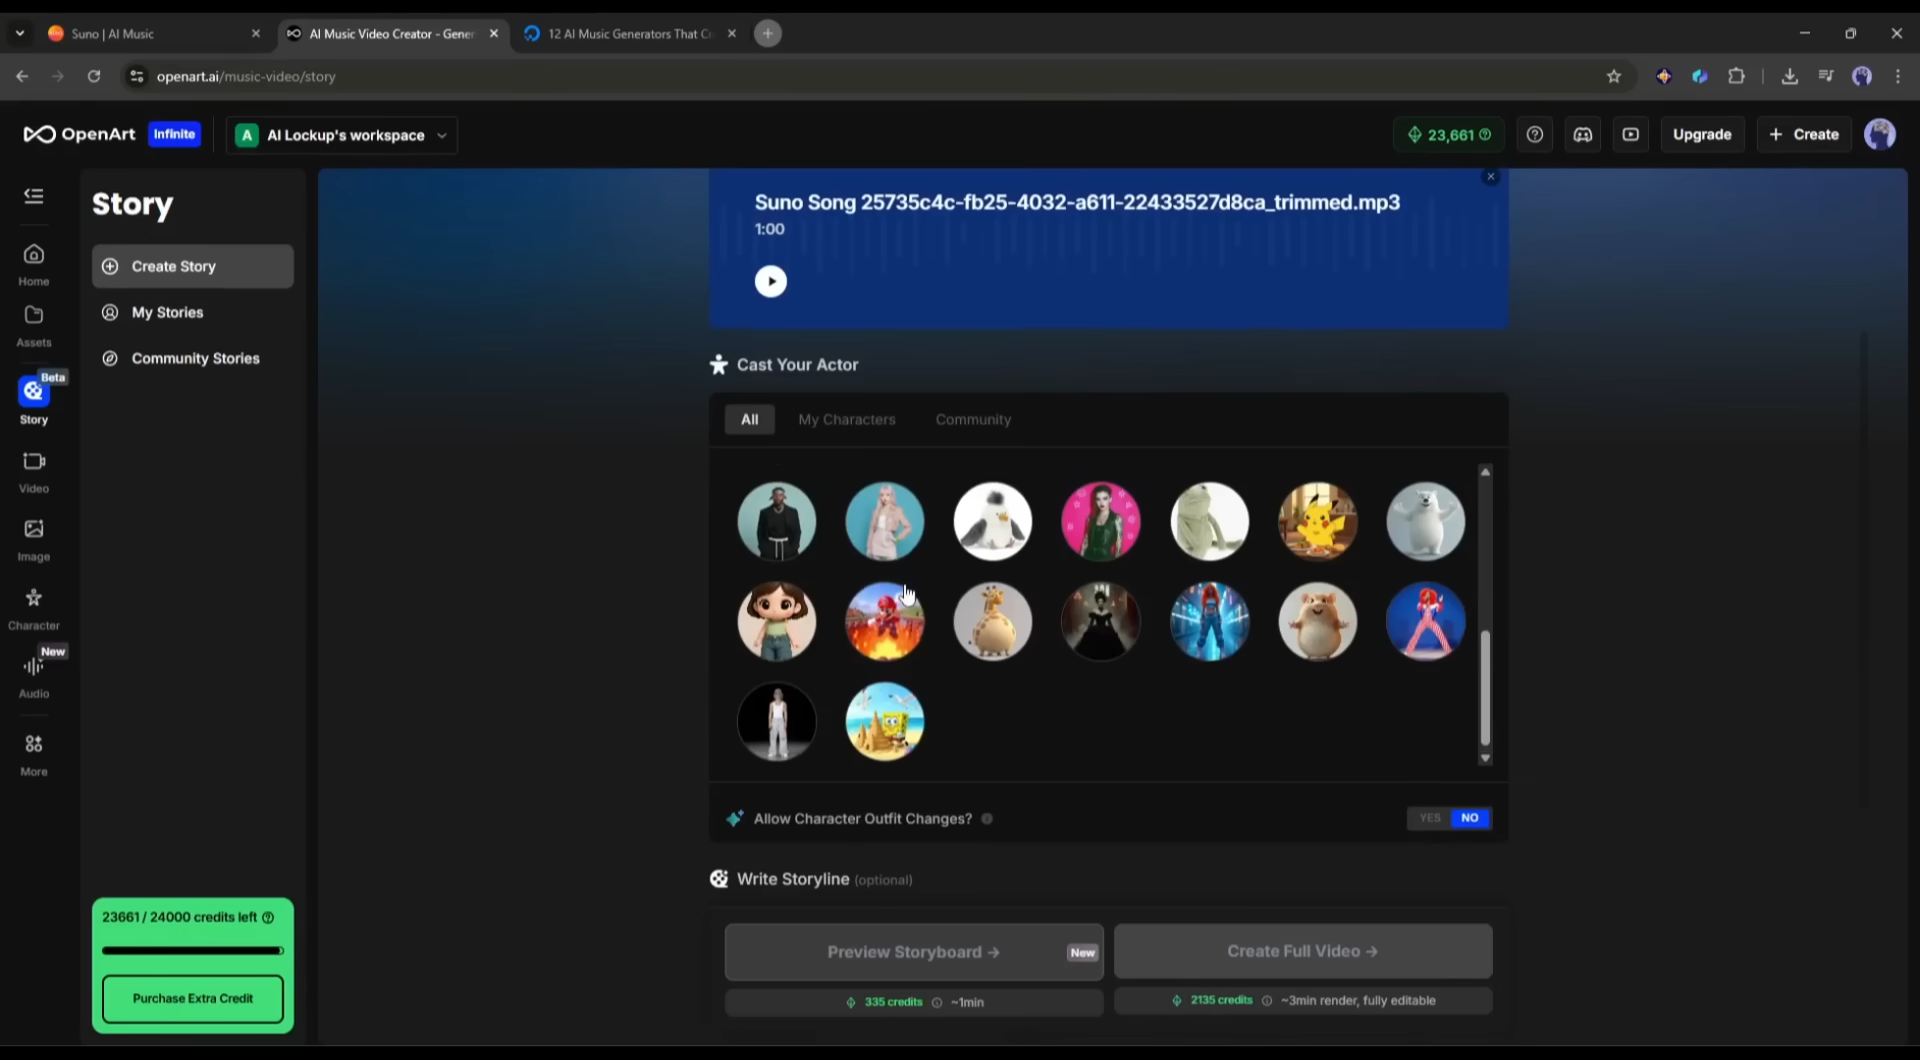 Suno | AI Music
AI Music Video Creator - Gener
12 AI Music Generators That Cr
openart.ai/music-video/story
OpenArt Infinite
A AI Lockup's workspace
23,661
Upgrade
+ Create
Story
Create Story
My Stories
Community Stories
Home
Assets
Beta
Story
Video
Image
Character
New
Audio
More
23661 / 24000 credits left
Purchase Extra Credit
Suno Song 25735c4c-fb25-4032-a611-22433527d8ca_trimmed.mp3
1:00
Cast Your Actor
All My Characters Community
Allow Character Outfit Changes?
YES NO
Write Storyline (optional)
Preview Storyboard → New
335 credits ~1min
Create Full Video →
2135 credits ~3min render, fully editable